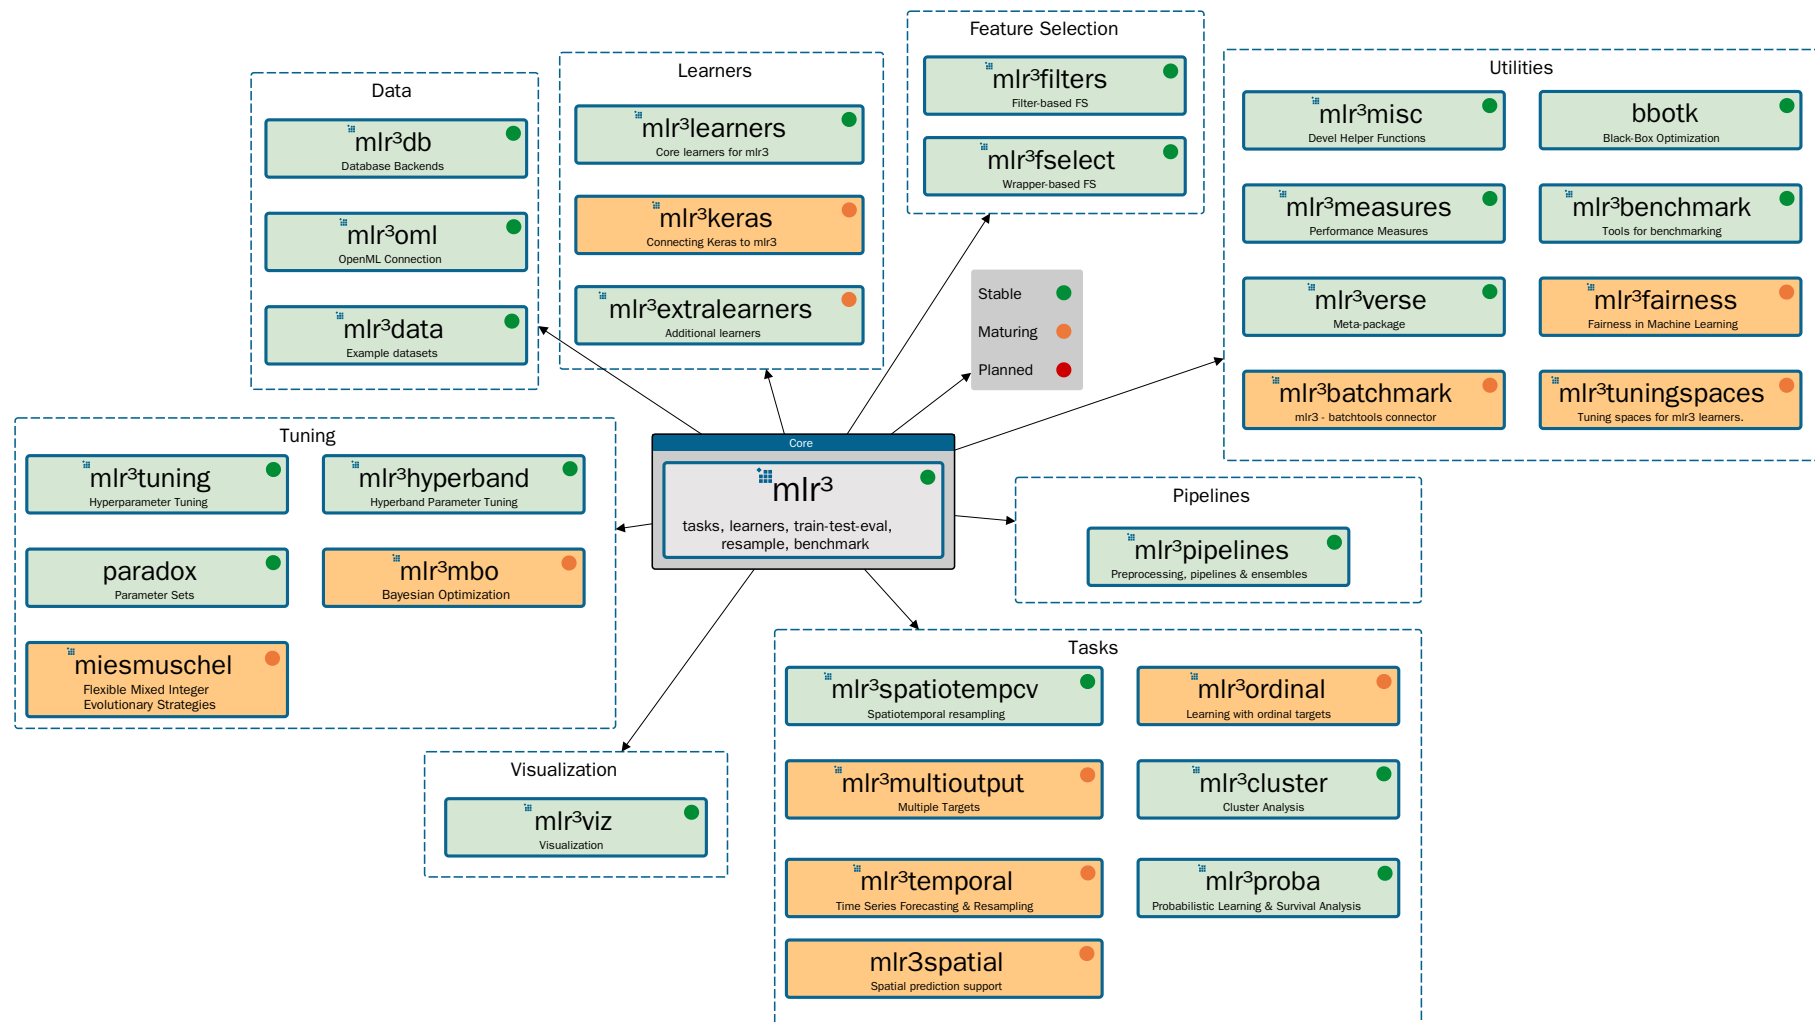 Feature Selection
mlr³filters
Filter-based FS
mlr³fselect
Wrapper-based FS
Learners
mlr³learners
Core learners for mlr3
mlr³keras
Connecting Keras to mlr3
mlr³extralearners
Additional learners
Data
mlr³db
Database Backends
mlr³oml
OpenML Connection
mlr³data
Example datasets
Utilities
mlr³misc
Devel Helper Functions
bbotk
Black-Box Optimization
mlr³measures
Performance Measures
mlr³benchmark
Tools for benchmarking
mlr³verse
Meta-package
mlr³fairness
Fairness in Machine Learning
mlr³batchmark
mlr3 - batchtools connector
mlr³tuningspaces
Tuning spaces for mlr3 learners.
Stable
Maturing
Planned
Tuning
mlr³tuning
Hyperparameter Tuning
mlr³hyperband
Hyperband Parameter Tuning
paradox
Parameter Sets
mlr³mbo
Bayesian Optimization
miesmuschel
Flexible Mixed Integer
Evolutionary Strategies
Core
mlr³
tasks, learners, train-test-eval,
resample, benchmark
Pipelines
mlr³pipelines
Preprocessing, pipelines & ensembles
Visualization
mlr³viz
Visualization
Tasks
mlr³spatiotempcv
Spatiotemporal resampling
mlr³ordinal
Learning with ordinal targets
mlr³multioutput
Multiple Targets
mlr³cluster
Cluster Analysis
mlr³temporal
Time Series Forecasting & Resampling
mlr³proba
Probabilistic Learning & Survival Analysis
mlr3spatial
Spatial prediction support